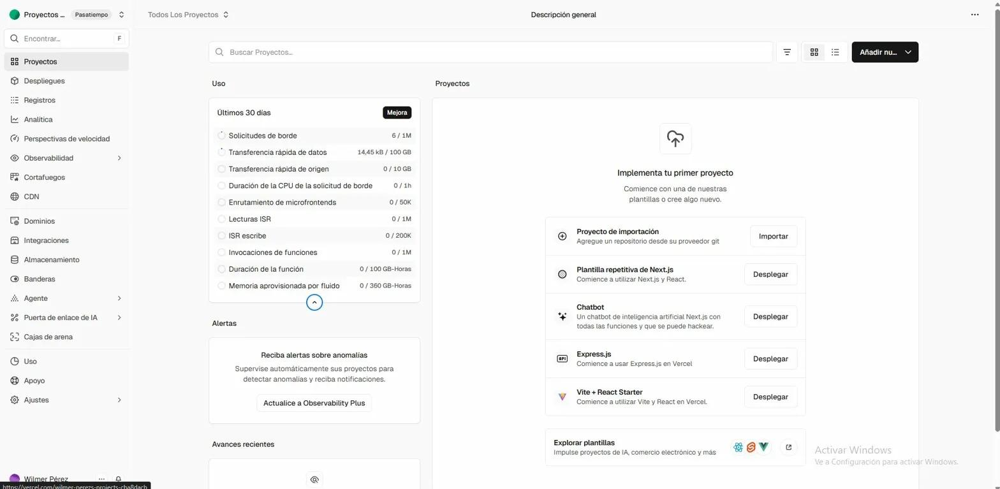 Proyectos ...
Pasatiempo
Encontrar...
F
Proyectos
Despliegues
Registros
Analítica
Perspectivas de velocidad
Observabilidad
Cortafuegos
CDN
Dominios
Integraciones
Almacenamiento
Banderas
Agente
Puerta de enlace de IA
Cajas de arena
Uso
Apoyo
Ajustes
Wilmer Pérez
https://vercel.com/wilmer-perezs-projects-cba8dacb
Todos Los Proyectos
Descripción general
Buscar Proyectos...
Añadir nu...
Uso
Últimos 30 días
Mejora
Solicitudes de borde 6 / 1M
Transferencia rápida de datos 14,45 kB / 100 GB
Transferencia rápida de origen 0 / 10 GB
Duración de la CPU de la solicitud de borde 0 / 1h
Enrutamiento de microfrontends 0 / 50K
Lecturas ISR 0 / 1M
ISR escribe 0 / 200K
Invocaciones de funciones 0 / 1M
Duración de la función 0 / 100 GB-Horas
Memoria aprovisionada por fluido 0 / 360 GB-Horas
Alertas
Reciba alertas sobre anomalías
Supervise automáticamente sus proyectos para
detectar anomalías y reciba notificaciones.
Actualice a Observability Plus
Avances recientes
Proyectos
Implementa tu primer proyecto
Comience con una de nuestras
plantillas o cree algo nuevo.
Proyecto de importación
Agregue un repositorio desde su proveedor git
Importar
Plantilla repetitiva de Next.js
Comience a utilizar Next.js y React.
Desplegar
Chatbot
Un chatbot de inteligencia artificial Next.js con
todas las funciones y que se puede hackear.
Desplegar
API
Express.js
Comience a usar Express.js en Vercel
Desplegar
Vite + React Starter
Comience a utilizar Vite y React en Vercel.
Desplegar
Explorar plantillas
Impulse proyectos de IA, comercio electrónico y más
Activar Windows
Ve a Configuración para activar Windows.